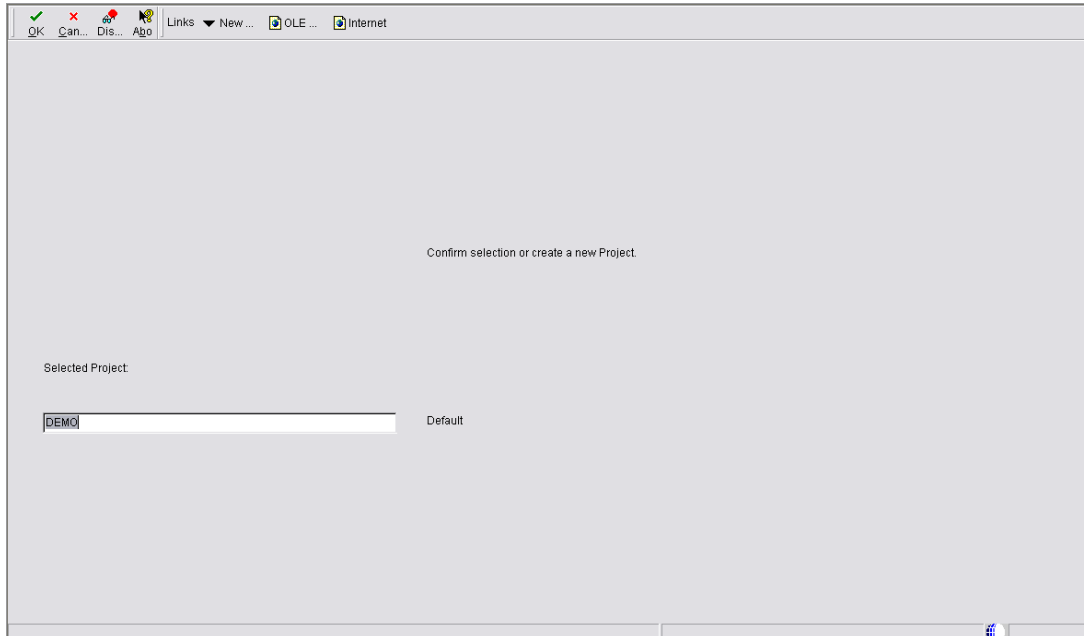 OK Can... Dis... Abo Links New ... OLE ... Internet
Confirm selection or create a new Project.
Selected Project:
DEMO Default